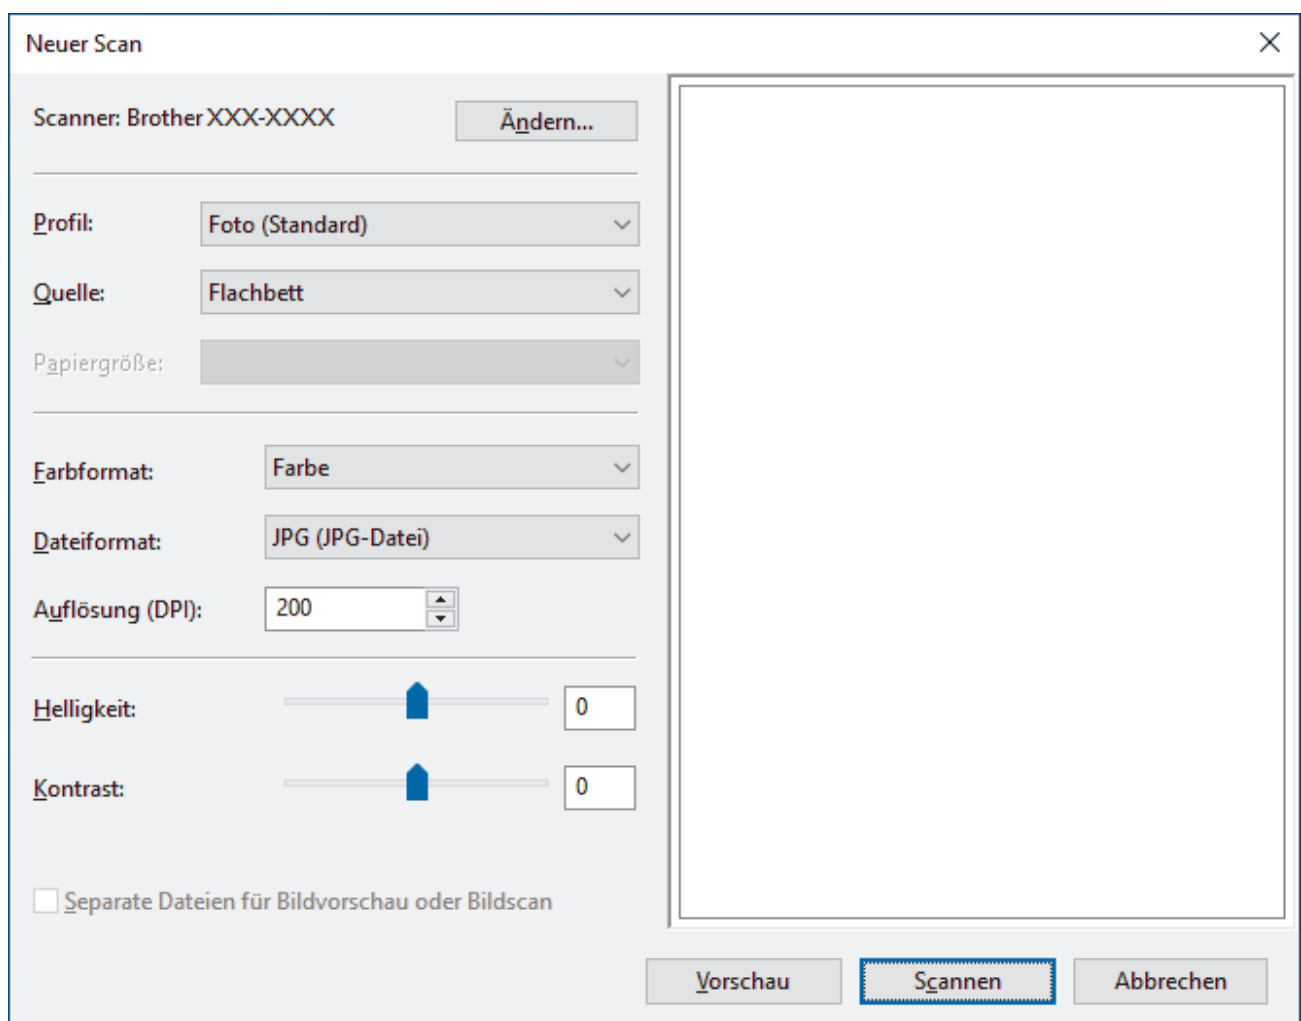 Neuer Scan
Scanner: Brother XXX-XXXX Ändern...
Profil: Foto (Standard)
Quelle: Flachbett
Papiergröße:
Farbformat: Farbe
Dateiformat: JPG (JPG-Datei)
Auflösung (DPI): 200
Helligkeit: 0
Kontrast: 0
Separate Dateien für Bildvorschau oder Bildscan
Vorschau Scannen Abbrechen